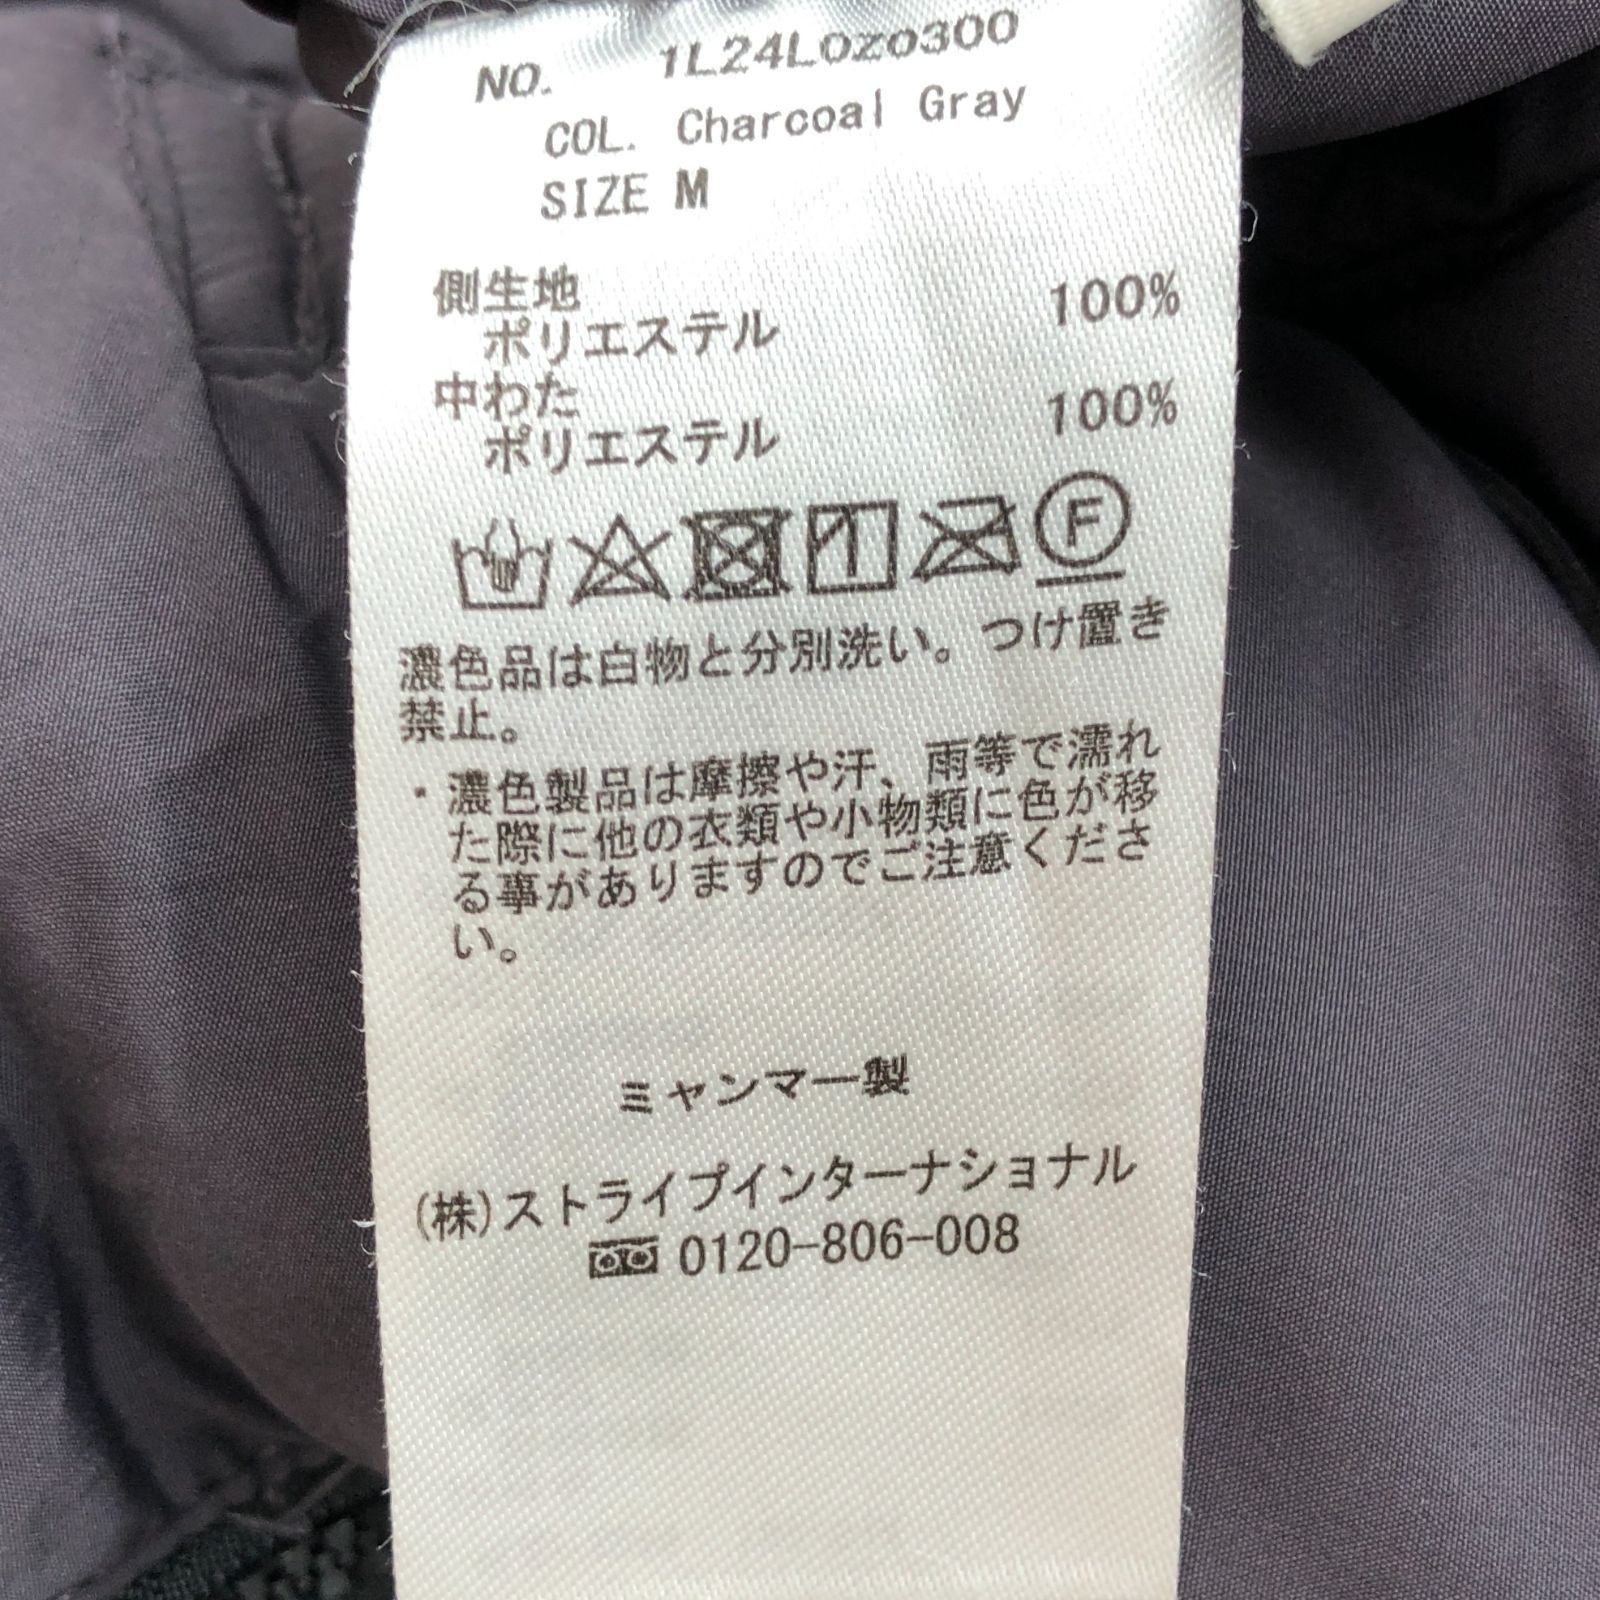 NO. 1L24L0Z0300
COL. Charcoal Gray
SIZE M
側生地
ポリエステル 100%
中わた
ポリエステル 100%
F
濃色品は白物と分別洗い。つけ置き
禁止。
・濃色製品は摩擦や汗、雨等で濡れ
た際に他の衣類や小物類に色が移
る事がありますのでご注意くださ
い。
ミャンマー製
(株)ストライプインターナショナル
0120-806-008